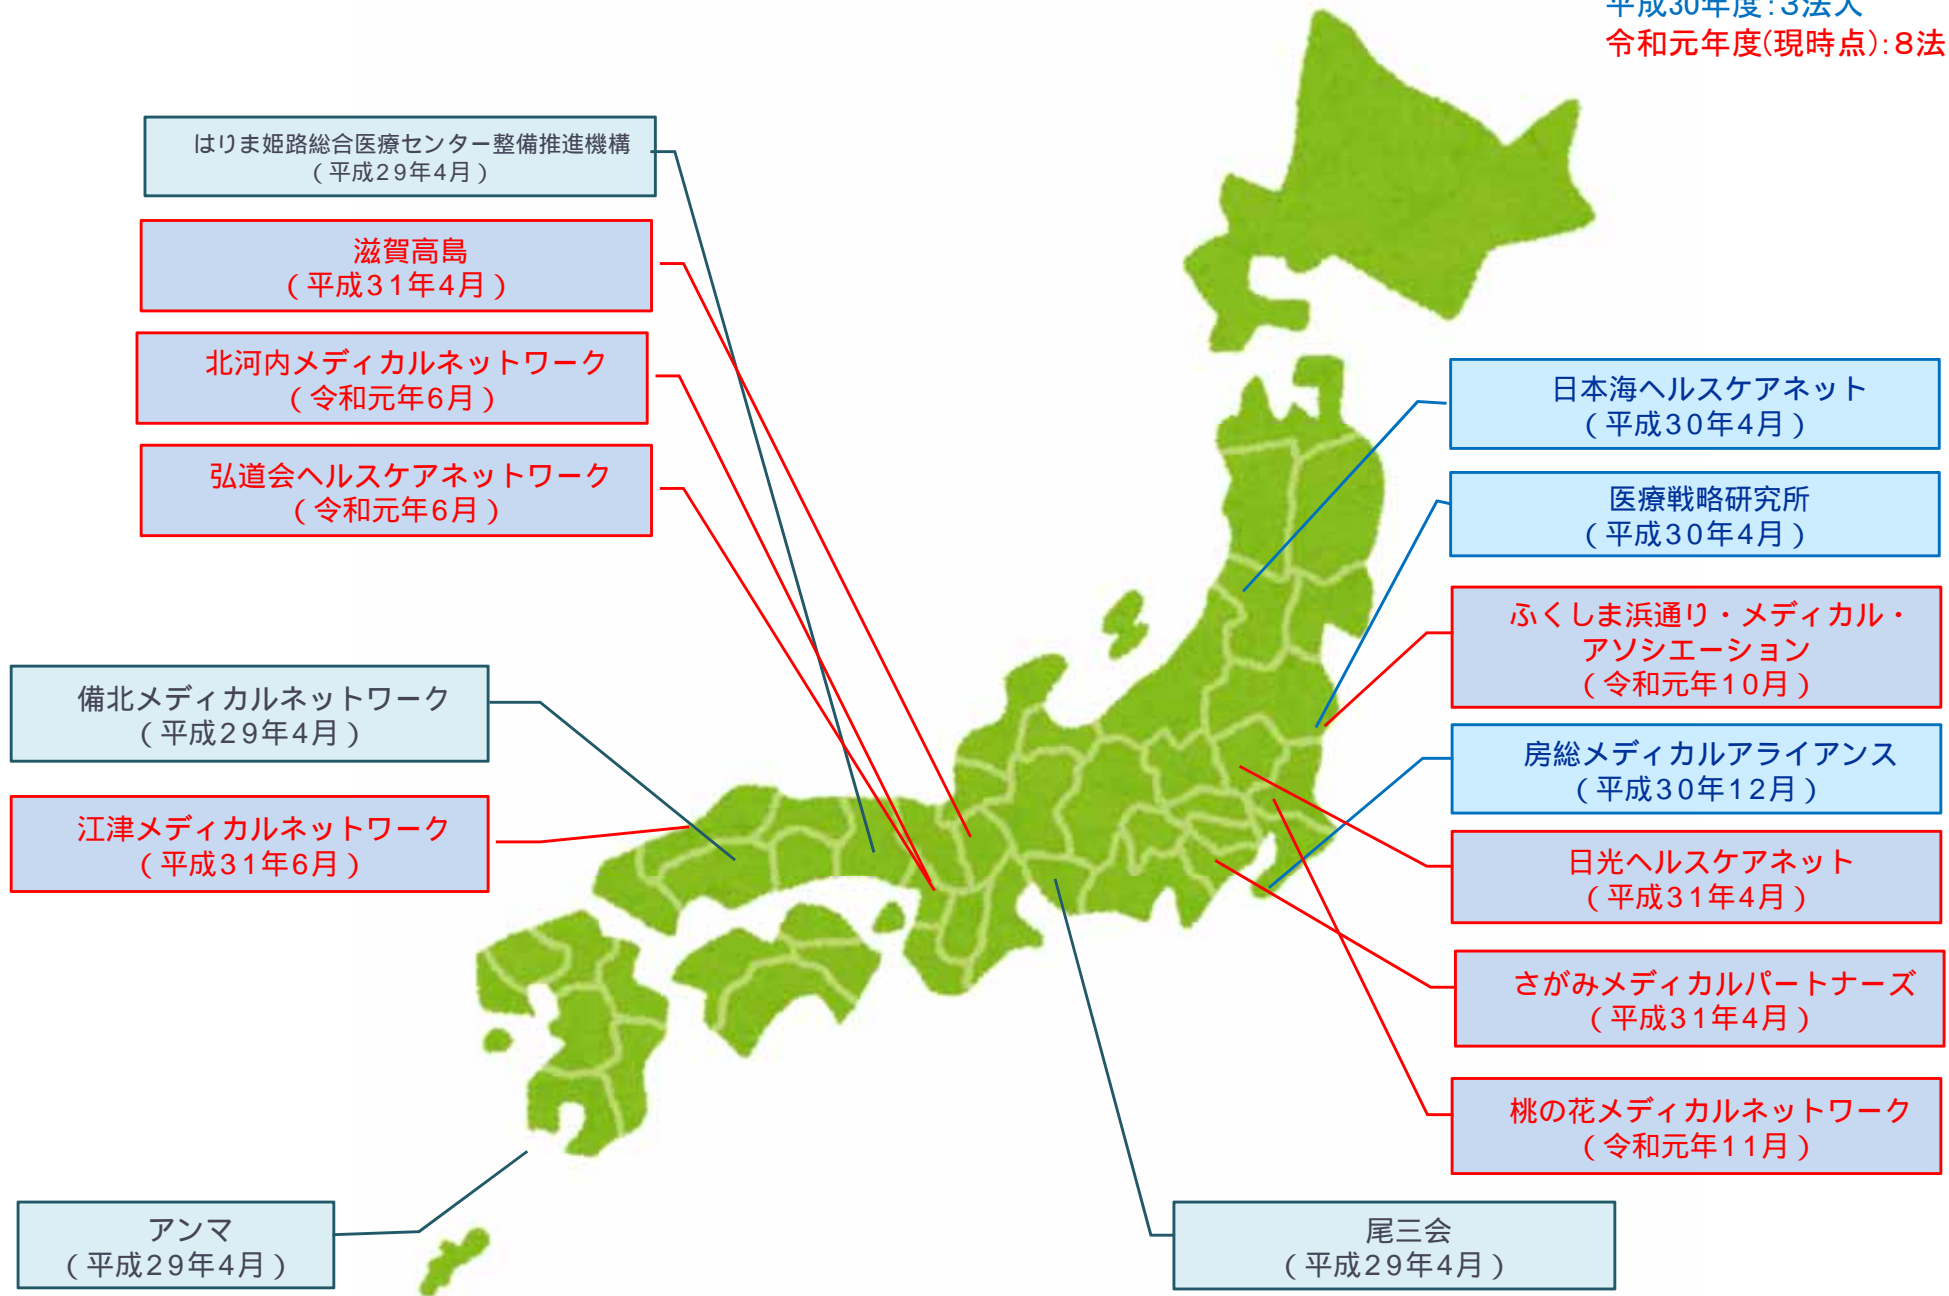 平成30年度:3法人
令和元年度(現時点):8法
はりま姫路総合医療センター整備推進機構
(平成29年4月)
滋賀高島
(平成31年4月)
北河内メディカルネットワーク
(令和元年6月)
弘道会ヘルスケアネットワーク
(令和元年6月)
備北メディカルネットワーク
(平成29年4月)
江津メディカルネットワーク
(平成31年6月)
アンマ
(平成29年4月)
日本海ヘルスケアネット
(平成30年4月)
医療戦略研究所
(平成30年4月)
ふくしま浜通り・メディカル・
アソシエーション
(令和元年10月)
房総メディカルアライアンス
(平成30年12月)
日光ヘルスケアネット
(平成31年4月)
さがみメディカルパートナーズ
(平成31年4月)
桃の花メディカルネットワーク
(令和元年11月)
尾三会
(平成29年4月)